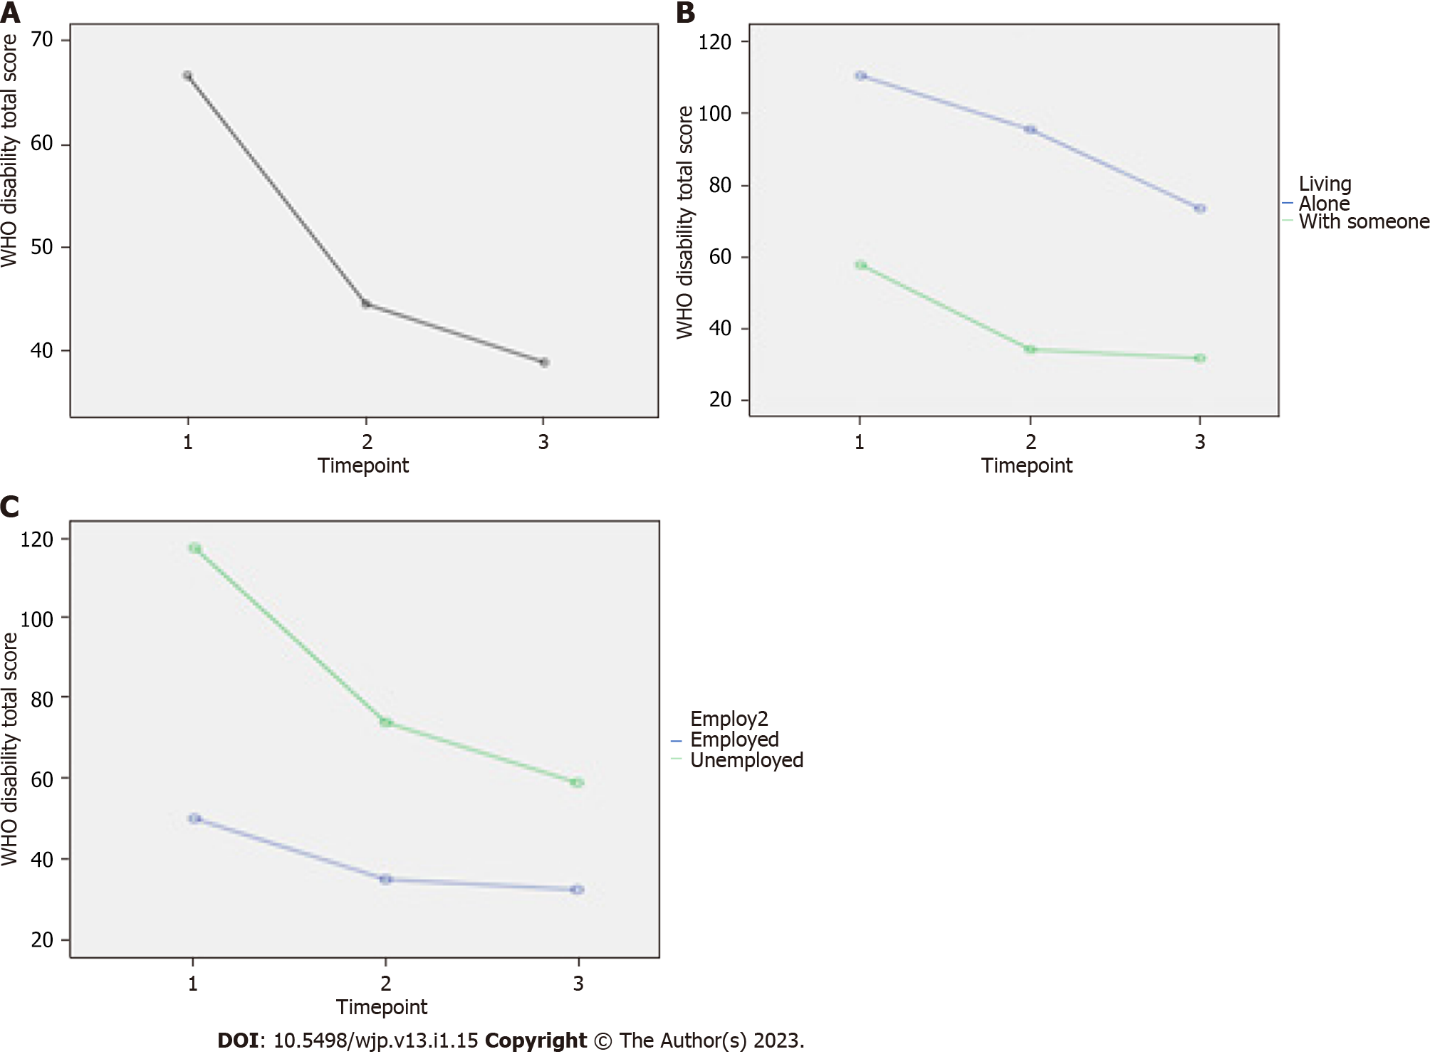 A
WHO disability total score
70
60
50
40
1 2 3
Timepoint
B
WHO disability total score
120
100
80
60
40
20
1 2 3
Timepoint
Living
Alone
With someone
C
WHO disability total score
120
100
80
60
40
20
1 2 3
Timepoint
Employ2
Employed
Unemployed
DOI: 10.5498/wjp.v13.i1.15 Copyright © The Author(s) 2023.